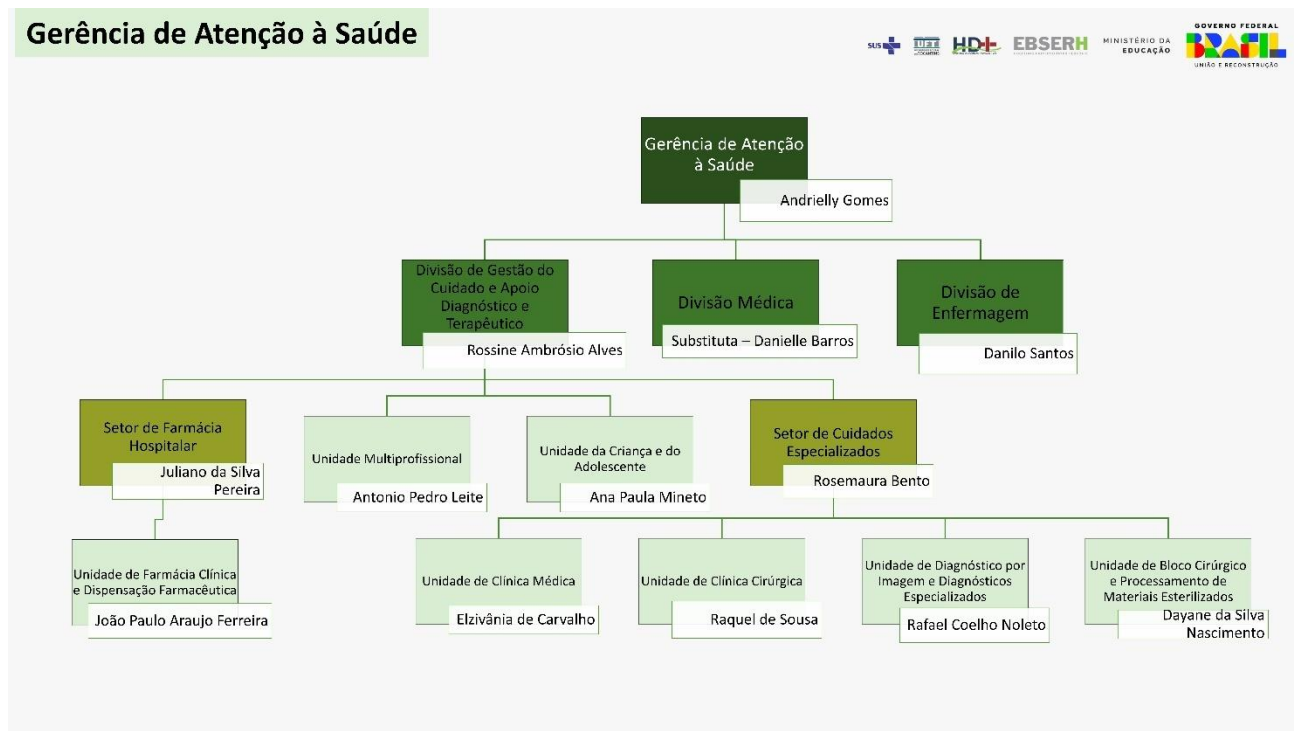 Gerência de Atenção à Saúde
SUS
UFT
HD+
EBSERH
MINISTÉRIO DA
EDUCAÇÃO
GOVERNO FEDERAL
BRASIL
UNIÃO E RECONSTRUÇÃO
Gerência de Atenção
à Saúde
Andrielly Gomes
Divisão de Gestão do
Cuidado e Apoio
Diagnóstico e
Terapêutico
Rossine Ambrósio Alves
Divisão Médica
Substituta – Danielle Barros
Divisão de
Enfermagem
Danilo Santos
Setor de Farmácia
Hospitalar
Juliano da Silva
Pereira
Unidade Multiprofissional
Antonio Pedro Leite
Unidade da Criança e do
Adolescente
Ana Paula Mineto
Setor de Cuidados
Especializados
Rosemaura Bento
Unidade de Farmácia Clínica
e Dispensação Farmacêutica
João Paulo Araujo Ferreira
Unidade de Clínica Médica
Elzivânia de Carvalho
Unidade de Clínica Cirúrgica
Raquel de Sousa
Unidade de Diagnóstico por
Imagem e Diagnósticos
Especializados
Rafael Coelho Noleto
Unidade de Bloco Cirúrgico
e Processamento de
Materiais Esterilizados
Dayane da Silva
Nascimento